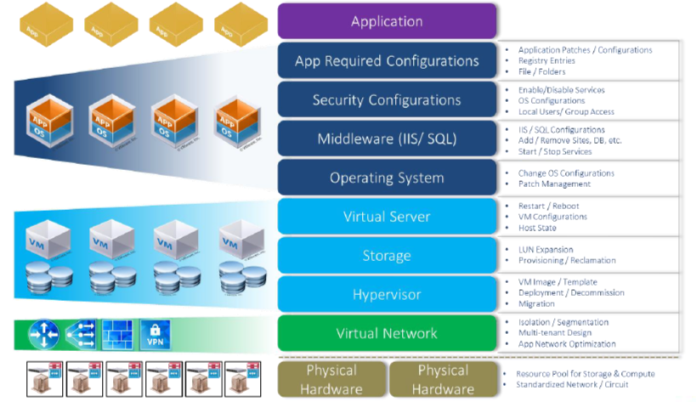 App App App App
Application
App Required Configurations
• Application Patches / Configurations
• Registry Entries
• File / Folders
Security Configurations
• Enable/Disable Services
• OS Configurations
• Local Users/ Group Access
APP APP APP APP
OS OS OS OS
Middleware (IIS/ SQL)
• IIS / SQL Configurations
• Add / Remove Sites, DB, etc.
• Start / Stop Services
Operating System
• Change OS Configurations
• Patch Management
Virtual Server
• Restart / Reboot
• VM Configurations
• Host State
VM VM VM VM
Storage
• LUN Expansion
• Provisioning / Reclamation
Hypervisor
• VM Image / Template
• Deployment / Decommission
• Migration
VPN
Virtual Network
• Isolation / Segmentation
• Multi-tenant Design
• App Network Optimization
Physical
Hardware
Physical
Hardware
• Resource Pool for Storage & Compute
• Standardized Network / Circuit